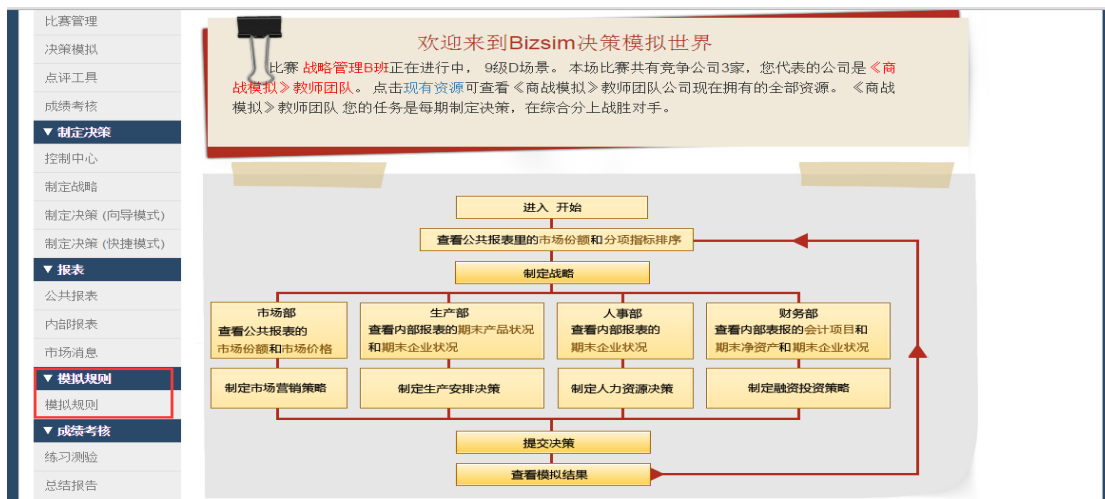 比赛管理
决策模拟
点评工具
成绩考核
▼ 制定决策
控制中心
制定战略
制定决策 (向导模式)
制定决策 (快捷模式)
▼ 报表
公共报表
内部报表
市场消息
▼ 模拟规则
模拟规则
▼ 成绩考核
练习测验
总结报告
欢迎来到Bizsim决策模拟世界
比赛 战略管理B班正在进行中， 9级D场景。 本场比赛共有竞争公司3家，您代表的公司是《商
战模拟》教师团队。 点击现有资源可查看《商战模拟》教师团队公司现在拥有的全部资源。 《商战
模拟》教师团队 您的任务是每期制定决策，在综合分上战胜对手。
进入 开始
查看公共报表里的市场份额和分项指标排序
制定战略
市场部
查看公共报表的
市场份额和市场价格
生产部
查看内部报表的期末产品状况
和期末企业状况
人事部
查看内部报表的
期末企业状况
财务部
查看内部表报的会计项目和
期末净资产和期末企业状况
制定市场营销策略
制定生产安排决策
制定人力资源决策
制定融资投资策略
提交决策
查看模拟结果